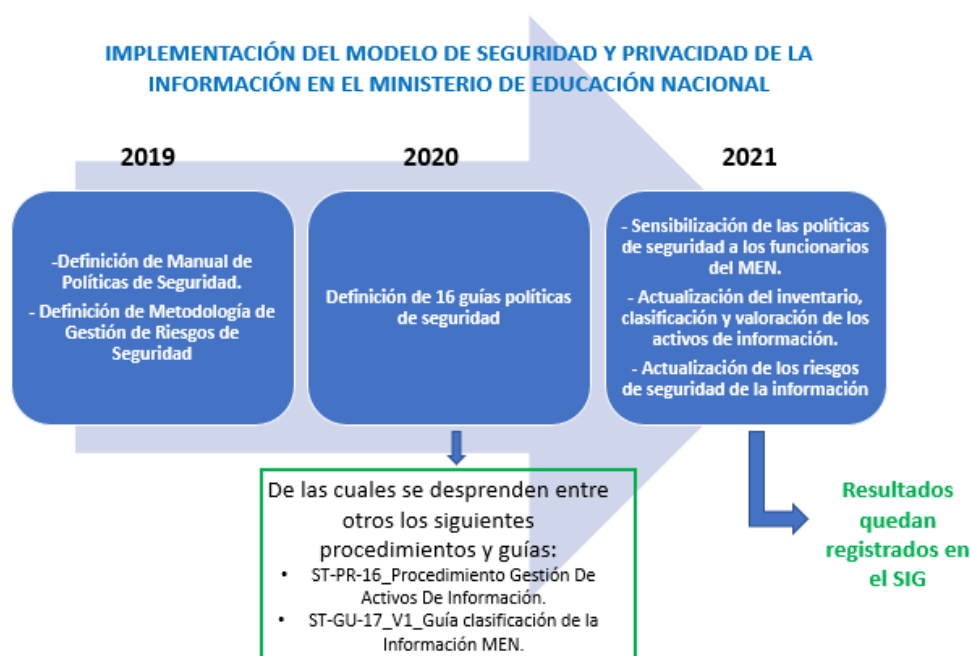 IMPLEMENTACIÓN DEL MODELO DE SEGURIDAD Y PRIVACIDAD DE LA
INFORMACIÓN EN EL MINISTERIO DE EDUCACIÓN NACIONAL
2019
2020
2021
-Definición de Manual de
Políticas de Seguridad.
- Definición de Metodología de
Gestión de Riesgos de
Seguridad
Definición de 16 guías políticas
de seguridad
- Sensibilización de las políticas
de seguridad a los funcionarios
del MEN.
- Actualización del inventario,
clasificación y valoración de los
activos de información.
- Actualización de los riesgos
de seguridad de la información
De las cuales se desprenden entre
otros los siguientes
procedimientos y guías:
• ST-PR-16_Procedimiento Gestión De
Activos De Información.
• ST-GU-17_V1_Guía clasificación de la
Información MEN.
Resultados
quedan
registrados en
el SIG